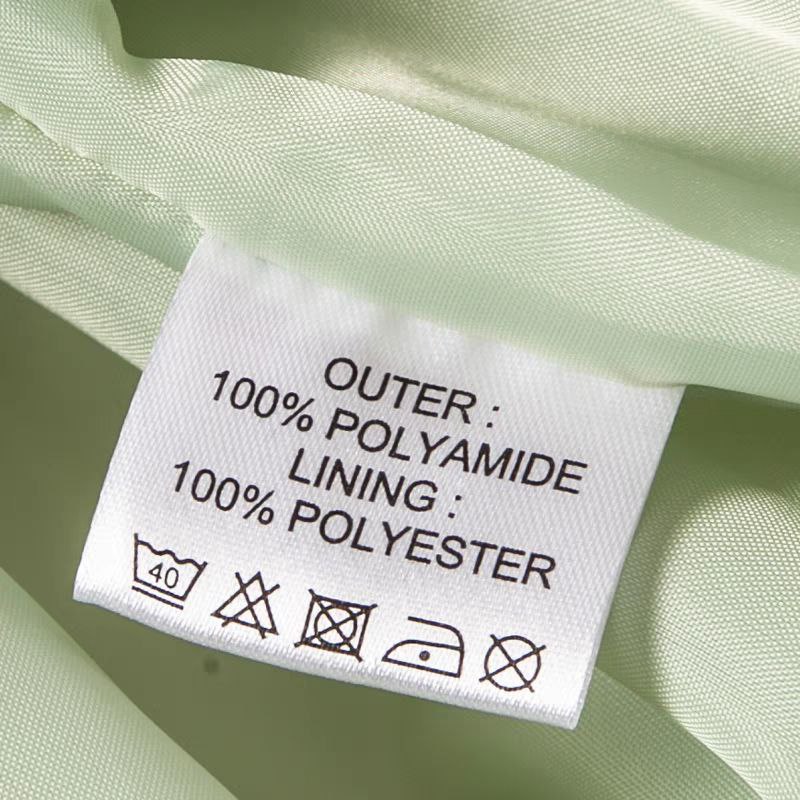 OUTER :
100% POLYAMIDE
LINING :
100% POLYESTER
40